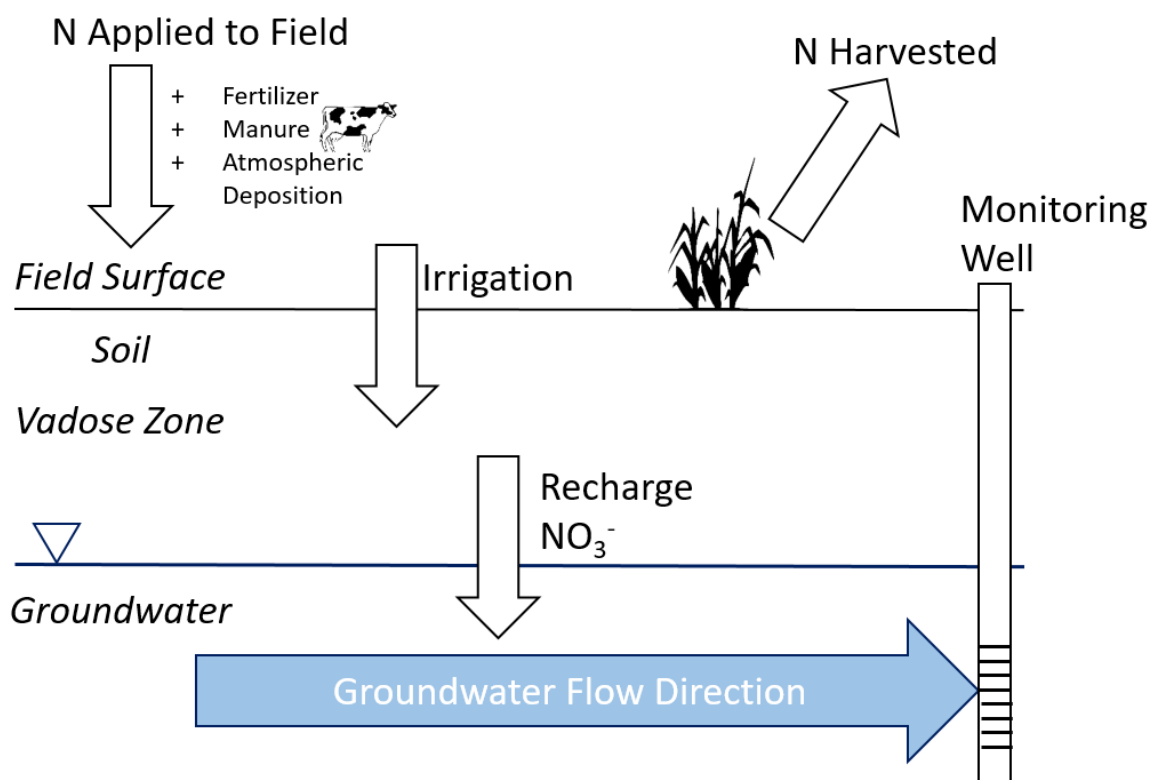 N Applied to Field
+ Fertilizer
+ Manure
+ Atmospheric
Deposition
N Harvested
Monitoring
Well
Field Surface
Irrigation
Soil
Vadose Zone
Recharge
NO₃⁻
Groundwater
Groundwater Flow Direction